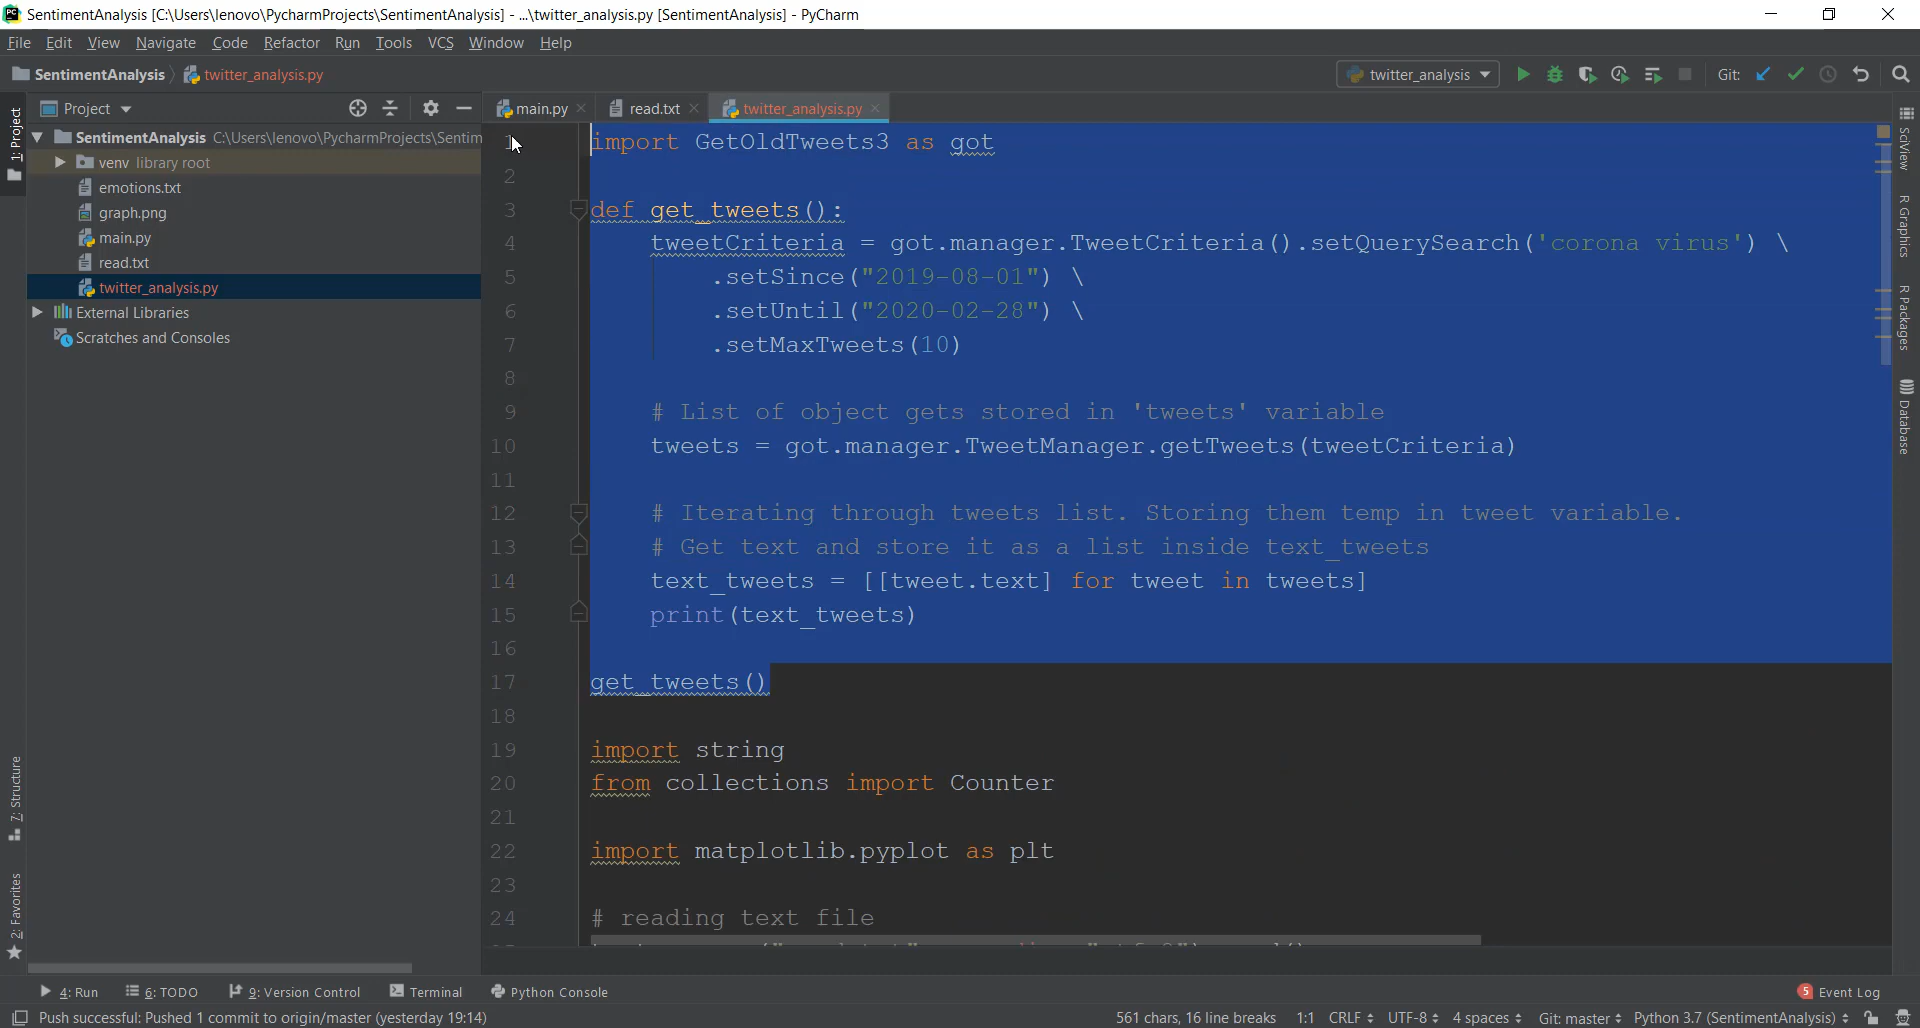 SentimentAnalysis [C:\Users\lenovo\PycharmProjects\SentimentAnalysis] - ...\twitter_analysis.py [SentimentAnalysis] - PyCharm
File Edit View Navigate Code Refactor Run Tools VCS Window Help
SentimentAnalysis twitter_analysis.py twitter_analysis Git:
Project main.py read.txt twitter_analysis.py
1: Project
SentimentAnalysis C:\Users\lenovo\PycharmProjects\Sentim
venv library root
emotions.txt
graph.png
main.py
read.txt
twitter_analysis.py
External Libraries
Scratches and Consoles
7: Structure
2: Favorites
1 import GetOldTweets3 as got
2
3 def get_tweets():
4 tweetCriteria = got.manager.TweetCriteria().setQuerySearch('corona virus') \
5 .setSince("2019-08-01") \
6 .setUntil("2020-02-28") \
7 .setMaxTweets(10)
8
9 # List of object gets stored in 'tweets' variable
10 tweets = got.manager.TweetManager.getTweets(tweetCriteria)
11
12 # Iterating through tweets list. Storing them temp in tweet variable.
13 # Get text and store it as a list inside text_tweets
14 text_tweets = [[tweet.text] for tweet in tweets]
15 print(text_tweets)
16
17 get_tweets()
18
19 import string
20 from collections import Counter
21
22 import matplotlib.pyplot as plt
23
24 # reading text file
SciView
R Graphics
R Packages
Database
4: Run 6: TODO 9: Version Control Terminal Python Console 5 Event Log
Push successful: Pushed 1 commit to origin/master (yesterday 19:14) 561 chars, 16 line breaks 1:1 CRLF UTF-8 4 spaces Git: master Python 3.7 (SentimentAnalysis)